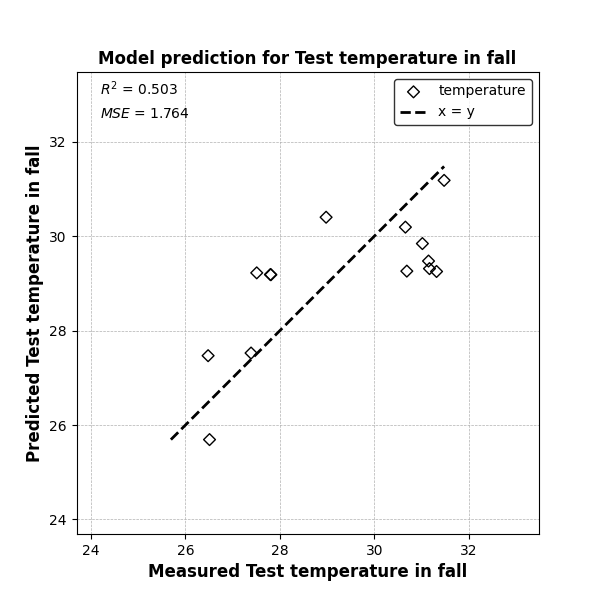 Model prediction for Test temperature in fall
R² = 0.503
MSE = 1.764
temperature
x = y
32
30
28
26
24
Predicted Test temperature in fall
24 26 28 30 32
Measured Test temperature in fall